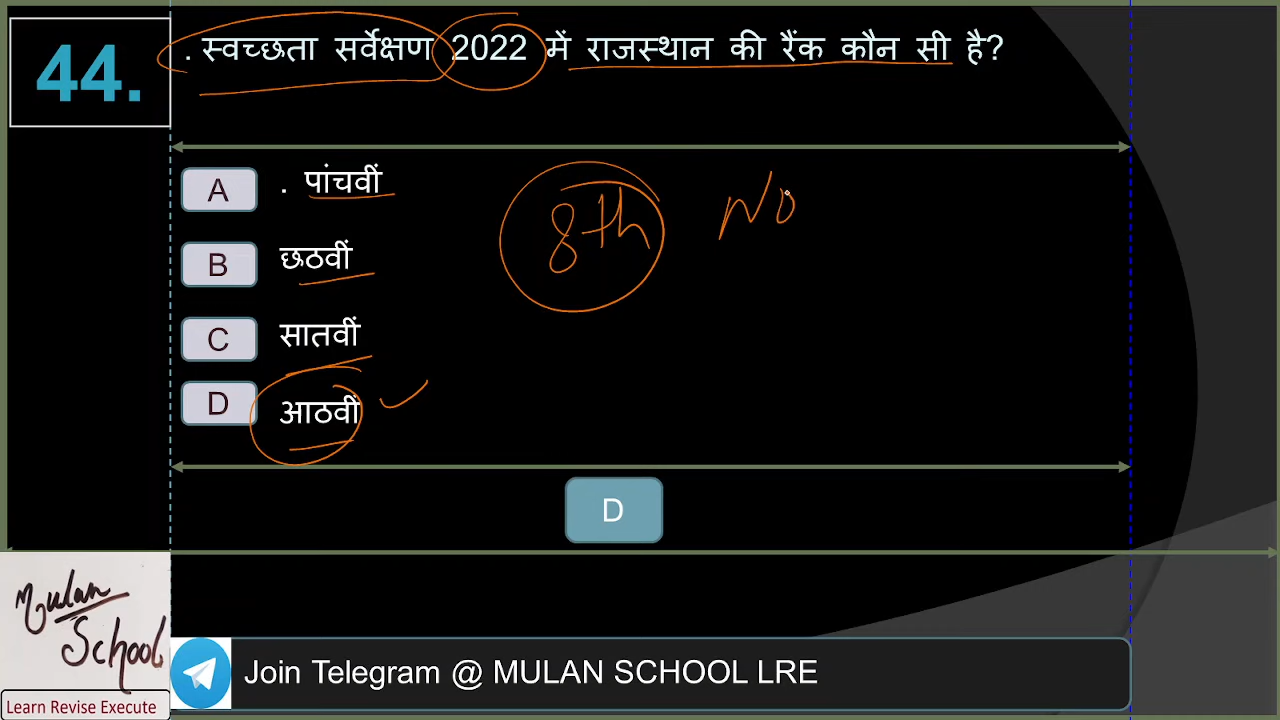 44.
. स्वच्छता सर्वेक्षण 2022 में राजस्थान की रैंक कौन सी है?
A . पांचवीं
B छठवीं
C सातवीं
D आठवीं
8th NO
D
Mulan
School
Learn Revise Execute
Join Telegram @ MULAN SCHOOL LRE